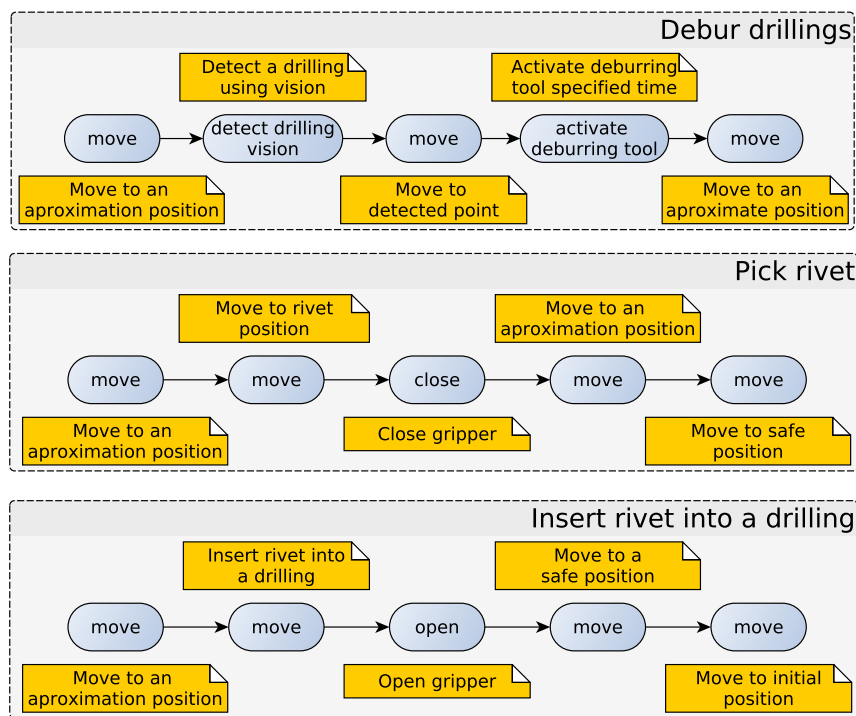 Debur drillings
Detect a drilling
using vision
Activate deburring
tool specified time
move
detect drilling
vision
move
activate
deburring tool
move
Move to an
aproximation position
Move to
detected point
Move to an
aproximate position
Pick rivet
Move to rivet
position
Move to an
aproximation position
move
move
close
move
move
Move to an
aproximation position
Close gripper
Move to safe
position
Insert rivet into a drilling
Insert rivet into
a drilling
Move to a
safe position
move
move
open
move
move
Move to an
aproximation position
Open gripper
Move to initial
position